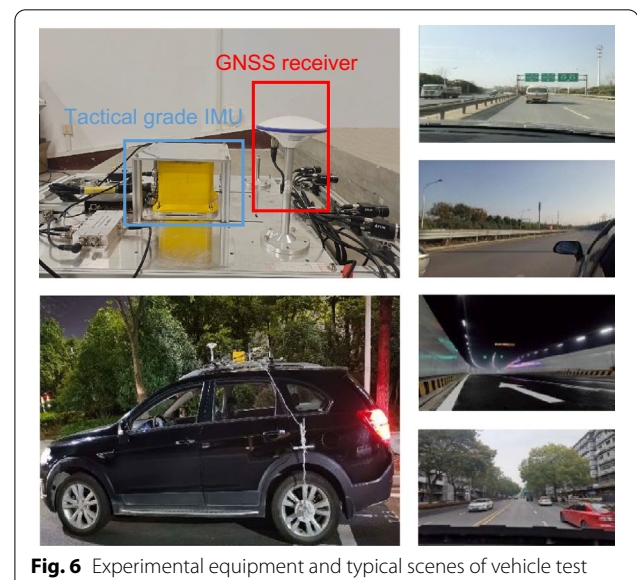 GNSS receiver
Tactical grade IMU
Fig. 6 Experimental equipment and typical scenes of vehicle test